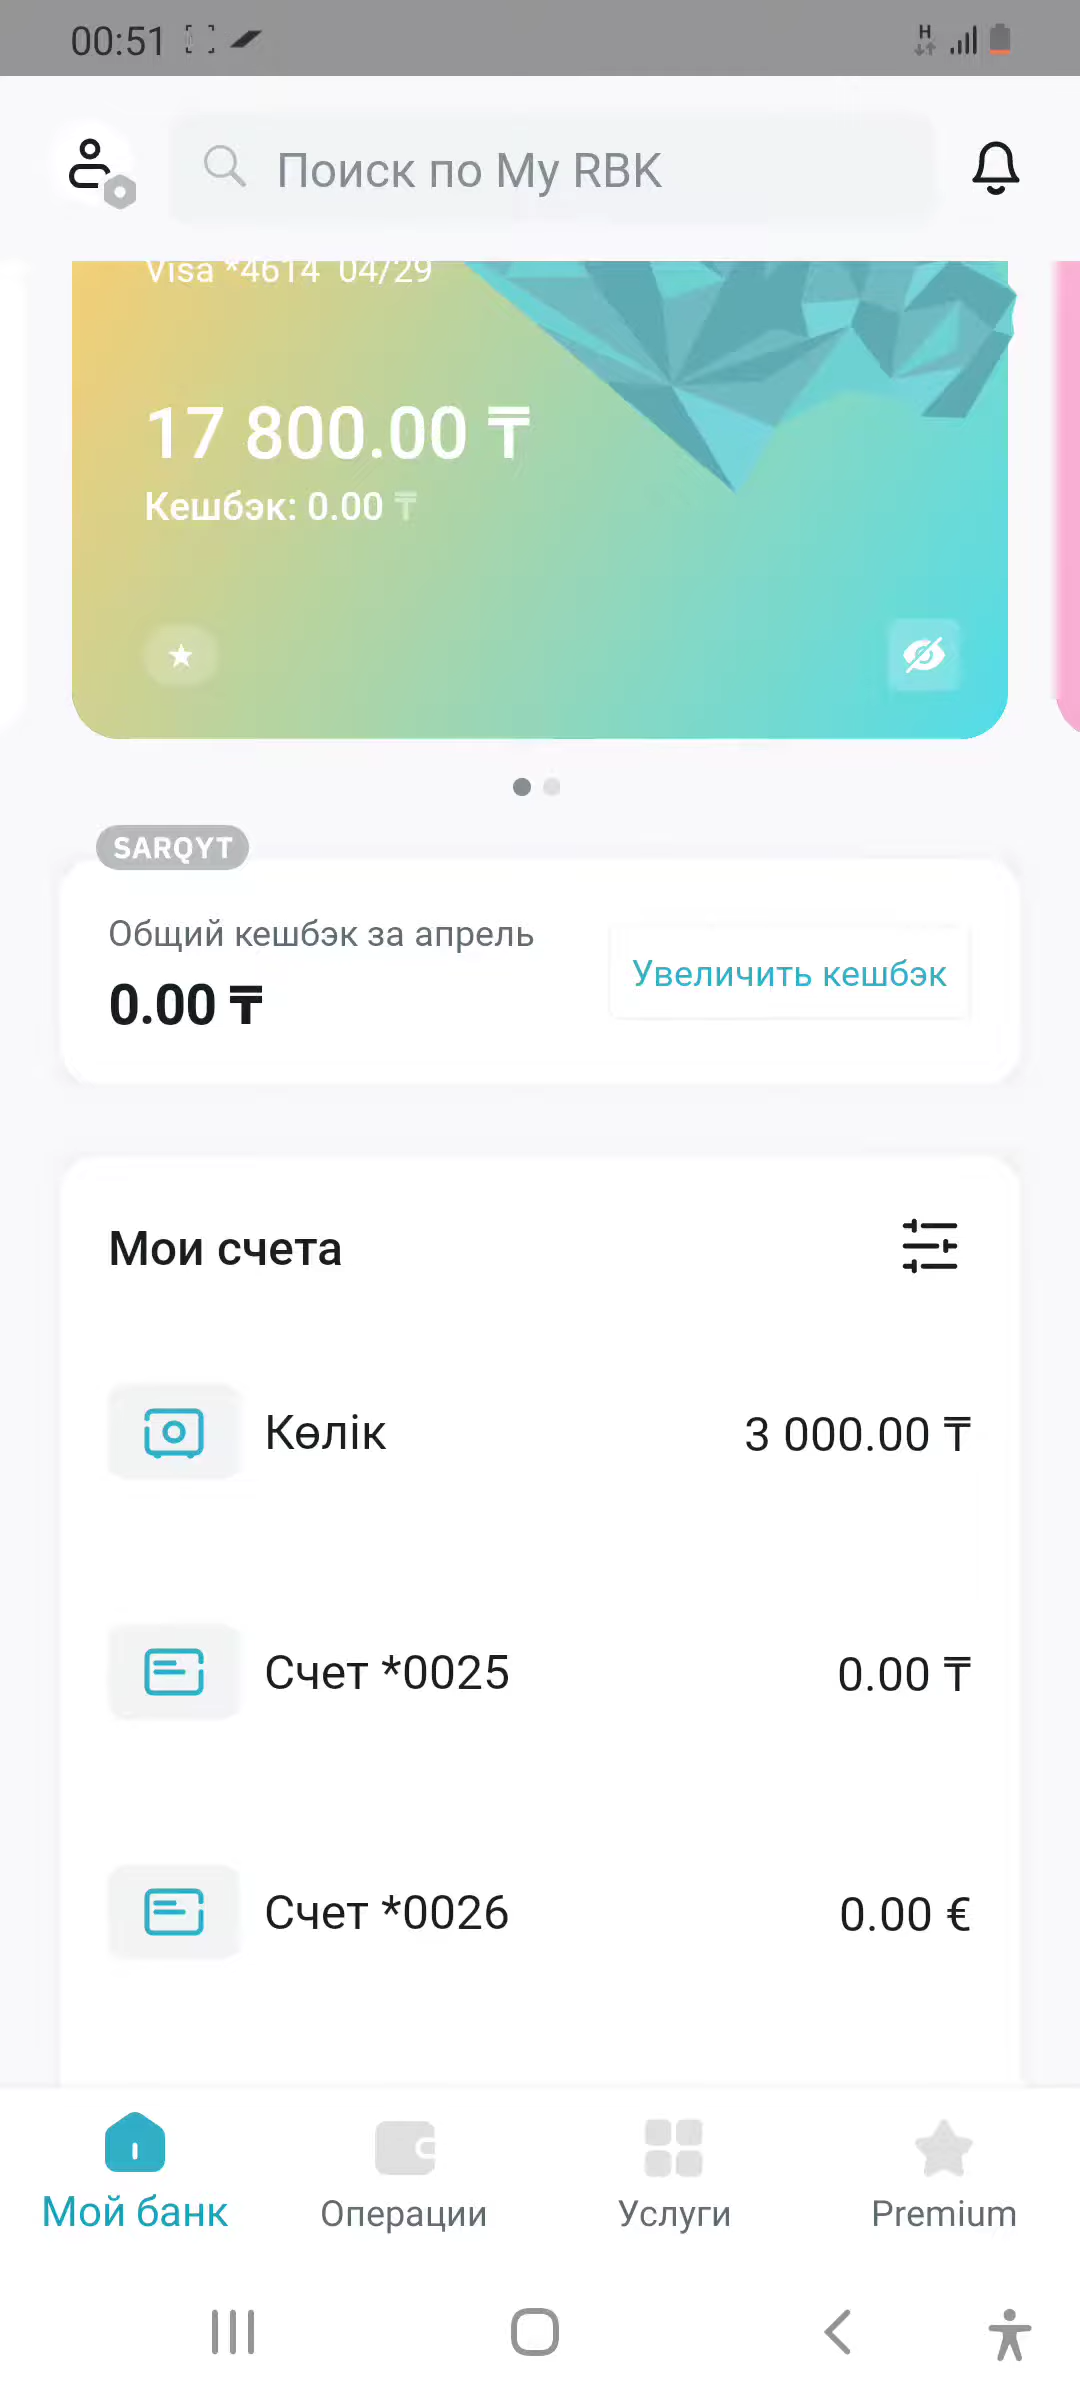 00:51
H
Поиск по My RBK
Visa *4614 04/29
17 800.00 ₸
Кешбэк: 0.00 ₸
SARQYT
Общий кешбэк за апрель
0.00 ₸
Увеличить кешбэк
Мои счета
Көлік
3 000.00 ₸
Счет *0025
0.00 ₸
Счет *0026
0.00 €
Мой банк
Операции
Услуги
Premium